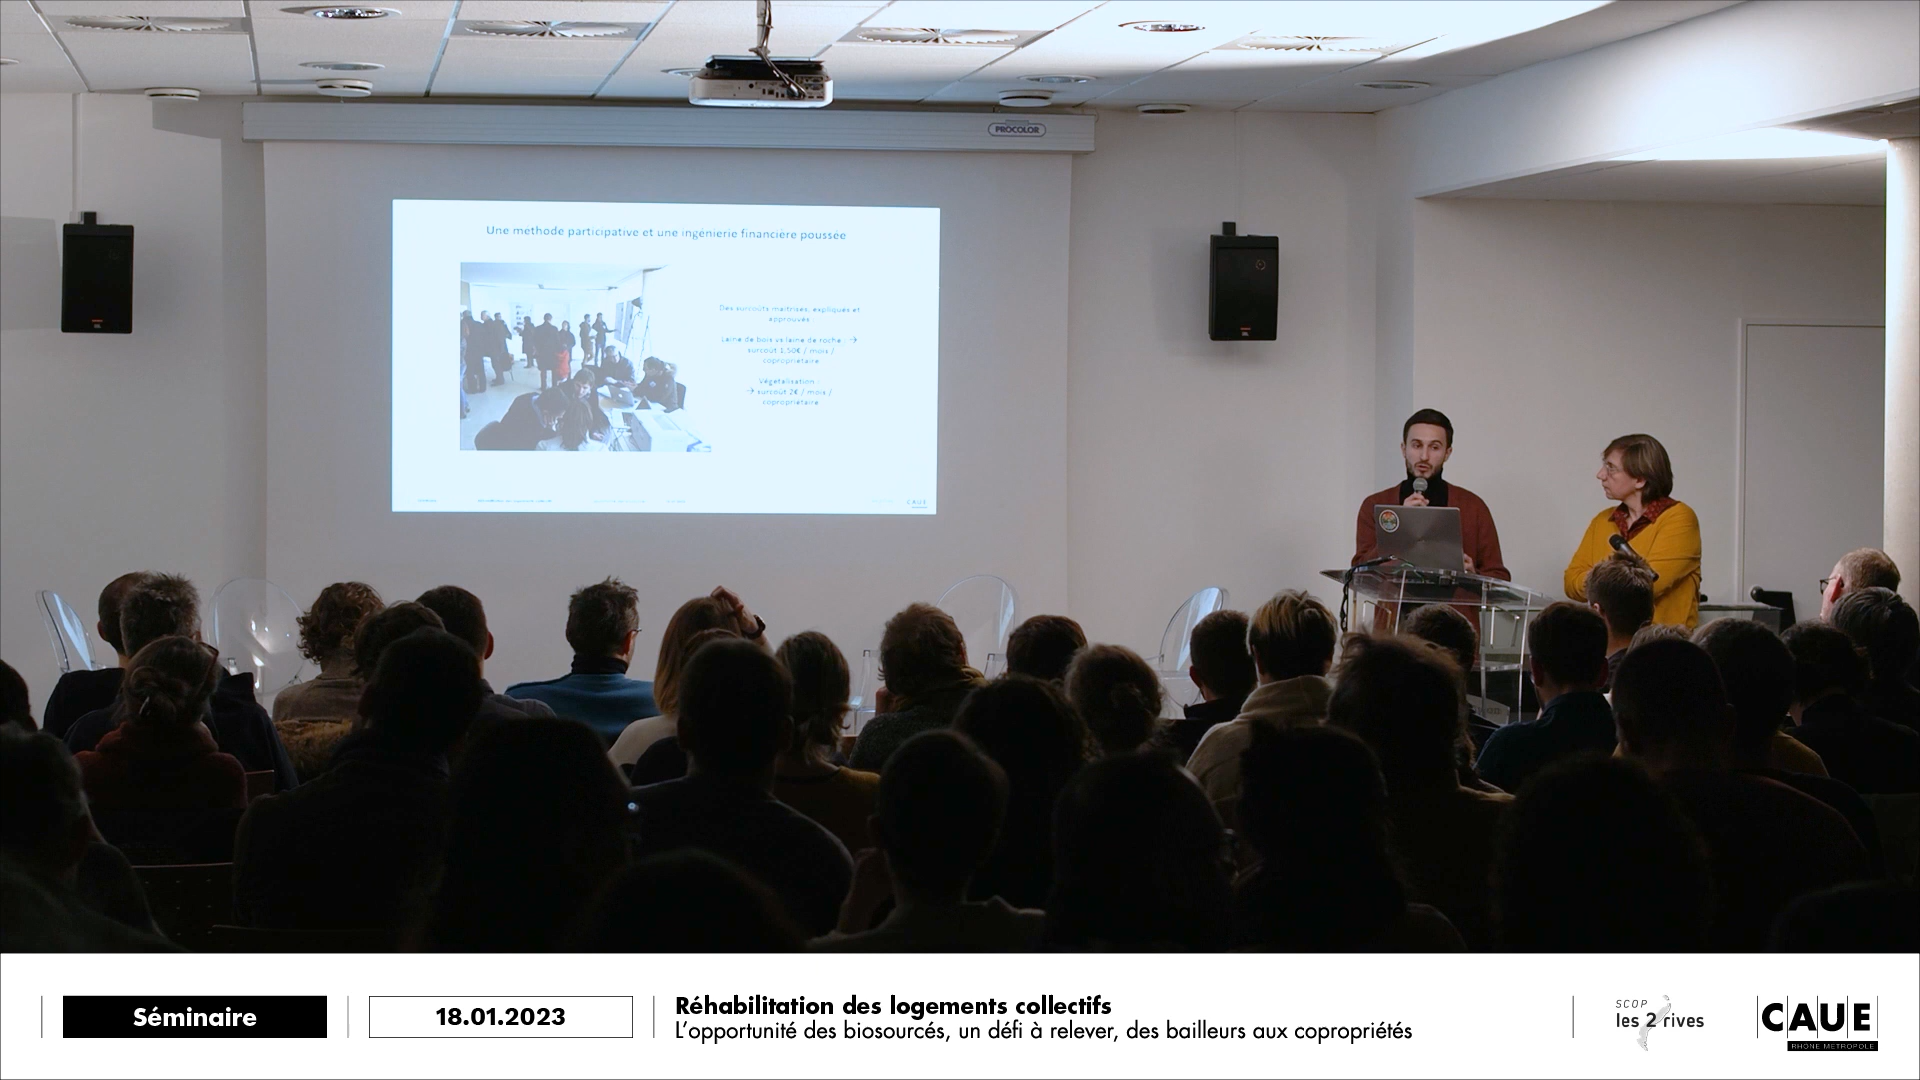 PROCOLOR
Une methode participative et une ingénierie financière poussée
Des surcoûts maitrisés, expliqués et
approuvés :
Laine de bois vs laine de roche : →
surcoût 1,50€ / mois /
copropriétaire
Végétalisation :
→ surcoût 2€ / mois /
copropriétaire
CAUE
Séminaire
18.01.2023
Réhabilitation des logements collectifs
L'opportunité des biosourcés, un défi à relever, des bailleurs aux copropriétés
SCOP
les 2 rives
CAUE
RHÔNE MÉTROPOLE